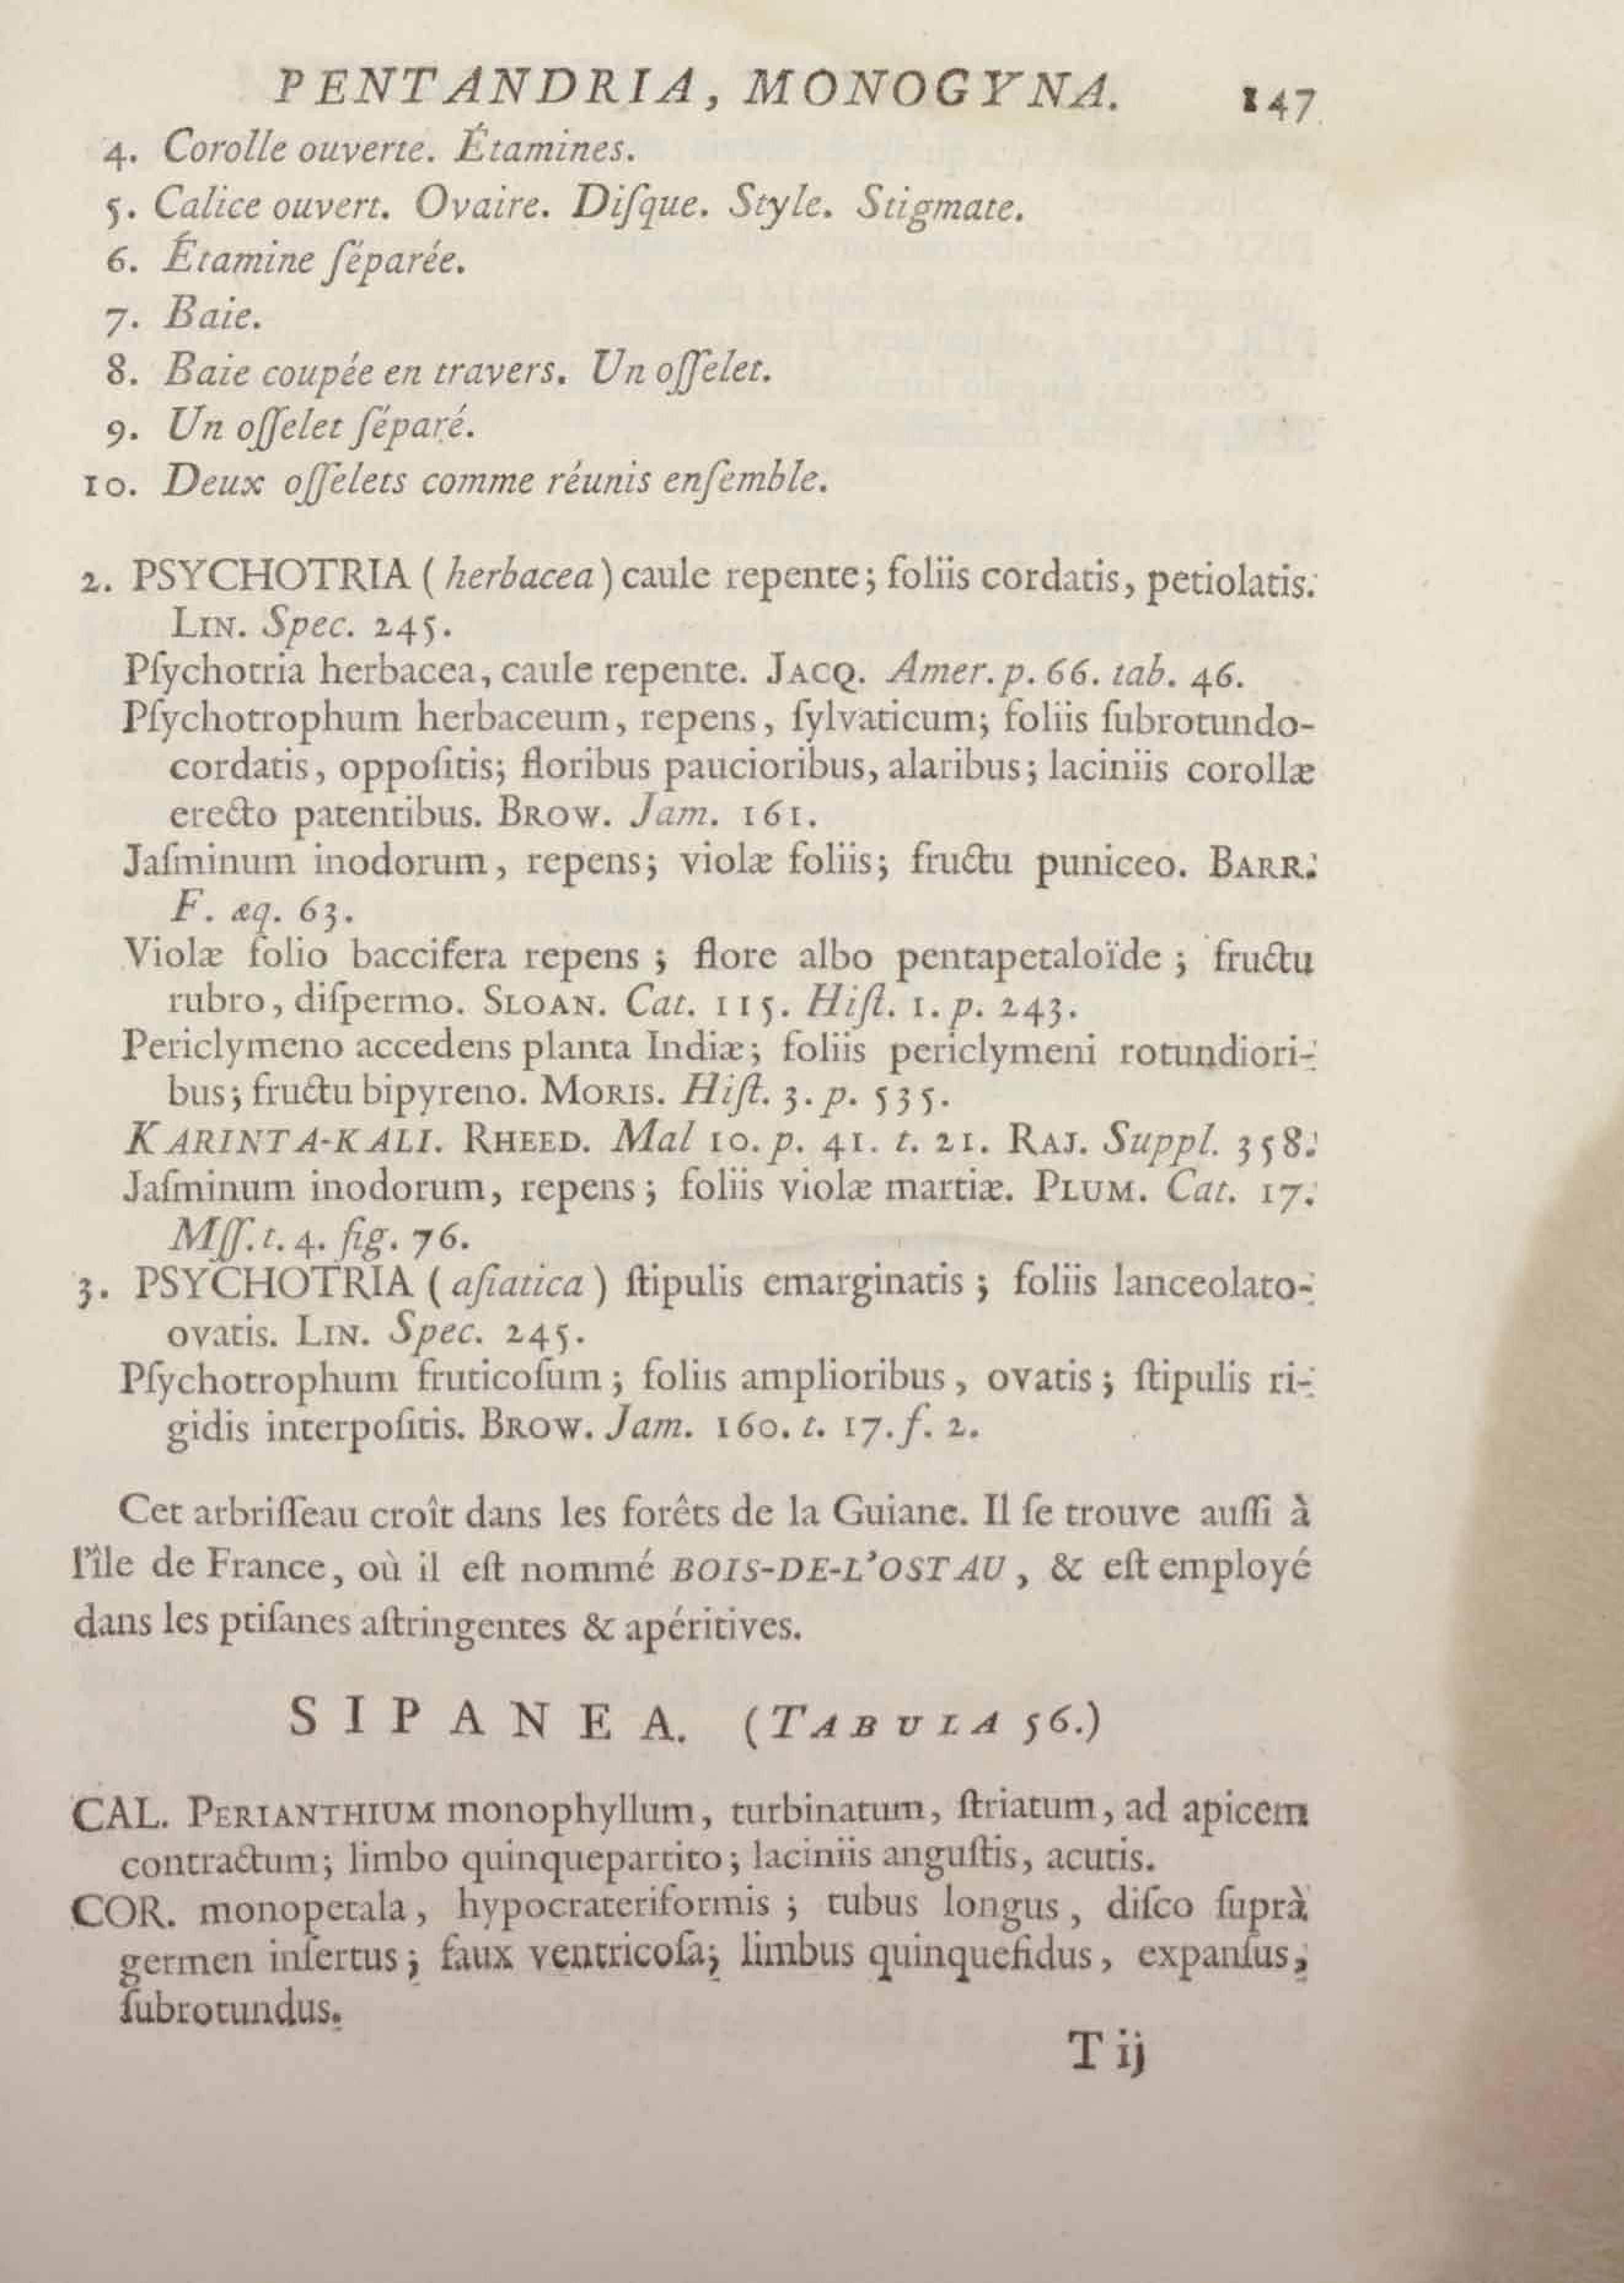 PENTANDRIA, MONOGYNA. 147
4. Corolle ouverte. Étamines.
5. Calice ouvert. Ovaire. Diſque. Style. Stigmate.
6. Étamine ſéparée.
7. Baie.
8. Baie coupée en travers. Un oſſelet.
9. Un oſſelet ſéparé.
10. Deux oſſelets comme réunis enſemble.
2. PSYCHOTRIA (herbacea) caule repente; foliis cordatis, petiolatis.
LIN. Spec. 245.
Pſychotria herbacea, caule repente. JACQ. Amer. p. 66. tab. 46.
Pſychotrophum herbaceum, repens, ſylvaticum; foliis ſubrotundo-
cordatis, oppoſitis; floribus paucioribus, alaribus; laciniis corollæ
erecto patentibus. BROW. Jam. 161.
Jaſminum inodorum, repens; violæ foliis; fructu puniceo. BARR.
F. æq. 63.
Violæ folio baccifera repens; flore albo pentapetaloïde; fructu
rubro, diſpermo. SLOAN. Cat. 115. Hiſt. 1. p. 243.
Periclymeno accedens planta Indiæ; foliis periclymeni rotundiori-
bus; fructu bipyreno. MORIS. Hiſt. 3. p. 535.
KARINTA-KALI. RHEED. Mal 10. p. 41. t. 21. RAJ. Suppl. 358.
Jaſminum inodorum, repens; foliis violæ martiæ. PLUM. Cat. 17.
Mſſ. t. 4. fig. 76.
3. PSYCHOTRIA (aſiatica) ſtipulis emarginatis; foliis lanceolato-
ovatis. LIN. Spec. 245.
Pſychotrophum fruticoſum; foliis amplioribus, ovatis; ſtipulis ri-
gidis interpoſitis. BROW. Jam. 160. t. 17. f. 2.
Cet arbriſſeau croît dans les forêts de la Guiane. Il ſe trouve auſſi à
l'île de France, où il eſt nommé BOIS-DE-L'OSTAU, & eſt employé
dans les ptiſanes aſtringentes & apéritives.
SIPANEA. (TABULA 56.)
CAL. PERIANTHIUM monophyllum, turbinatum, ſtriatum, ad apicem
contractum; limbo quinquepartito; laciniis anguſtis, acutis.
COR. monopetala, hypocrateriformis; tubus longus, diſco ſuprà
germen inſertus; faux ventricoſa; limbus quinquefidus, expanſus,
ſubrotundus.
T ij